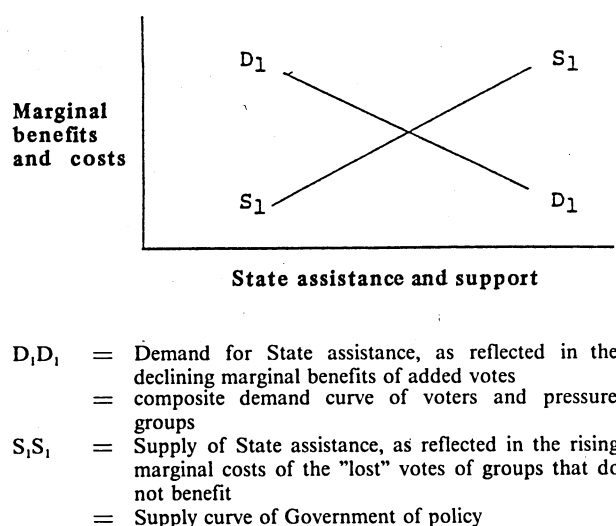 D1 S1
Marginal
benefits
and costs
S1 D1
State assistance and support
D₁D₁ = Demand for State assistance, as reflected in the
declining marginal benefits of added votes
= composite demand curve of voters and pressure
groups
S₁S₁ = Supply of State assistance, as reflected in the rising
marginal costs of the "lost" votes of groups that do
not benefit
= Supply curve of Government of policy